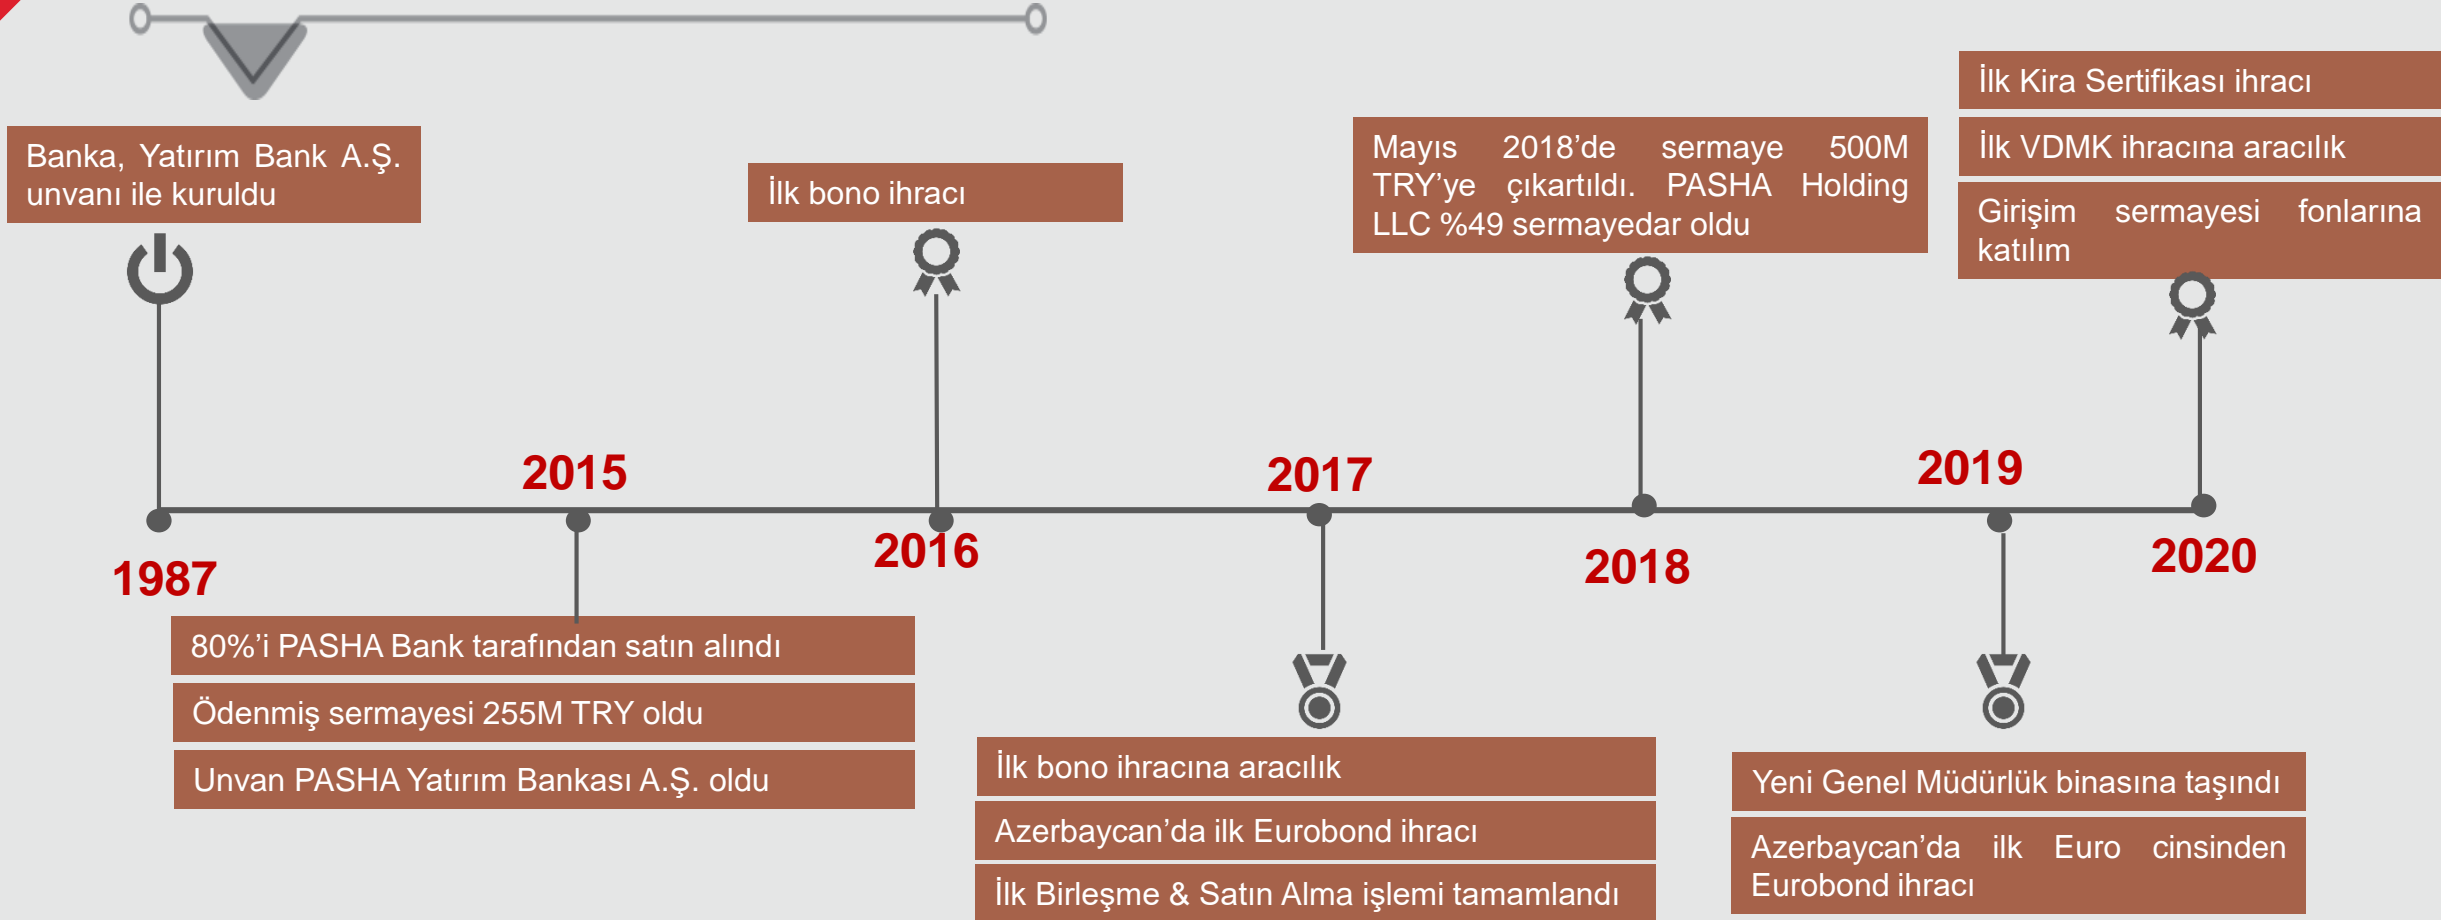 Banka, Yatırım Bank A.Ş.
unvanı ile kuruldu
1987
2015
80%’i PASHA Bank tarafından satın alındı
Ödenmiş sermayesi 255M TRY oldu
Unvan PASHA Yatırım Bankası A.Ş. oldu
İlk bono ihracı
2016
2017
İlk bono ihracına aracılık
Azerbaycan’da ilk Eurobond ihracı
İlk Birleşme & Satın Alma işlemi tamamlandı
Mayıs 2018’de sermaye 500M
TRY’ye çıkartıldı. PASHA Holding
LLC %49 sermayedar oldu
2018
2019
Yeni Genel Müdürlük binasına taşındı
Azerbaycan’da ilk Euro cinsinden
Eurobond ihracı
İlk Kira Sertifikası ihracı
İlk VDMK ihracına aracılık
Girişim sermayesi fonlarına
katılım
2020